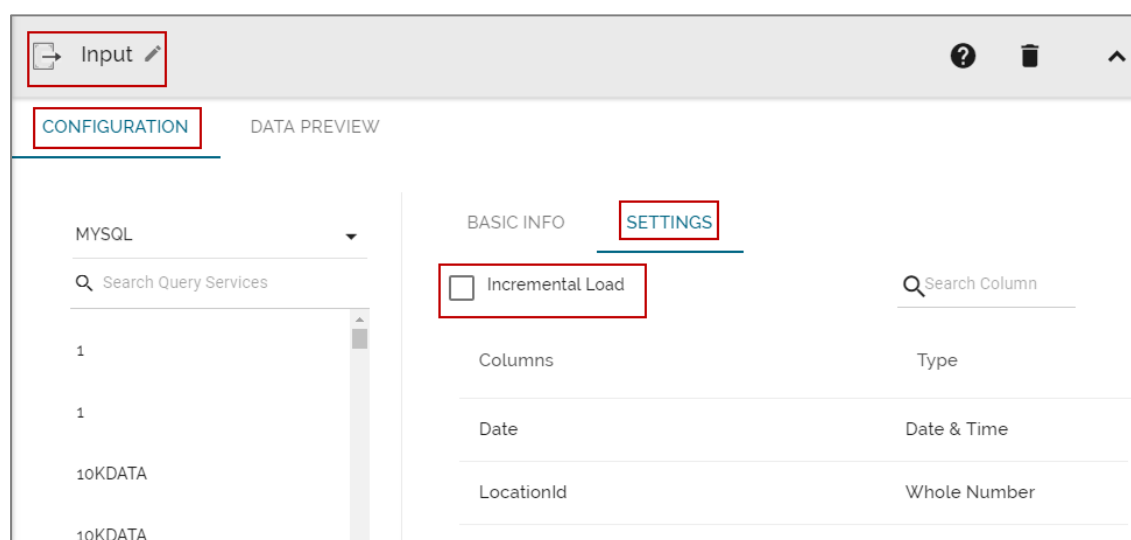 Input
CONFIGURATION DATA PREVIEW
MYSQL
Search Query Services
1
1
10KDATA
10KDATA
BASIC INFO SETTINGS
Incremental Load Search Column
Columns Type
Date Date & Time
LocationId Whole Number